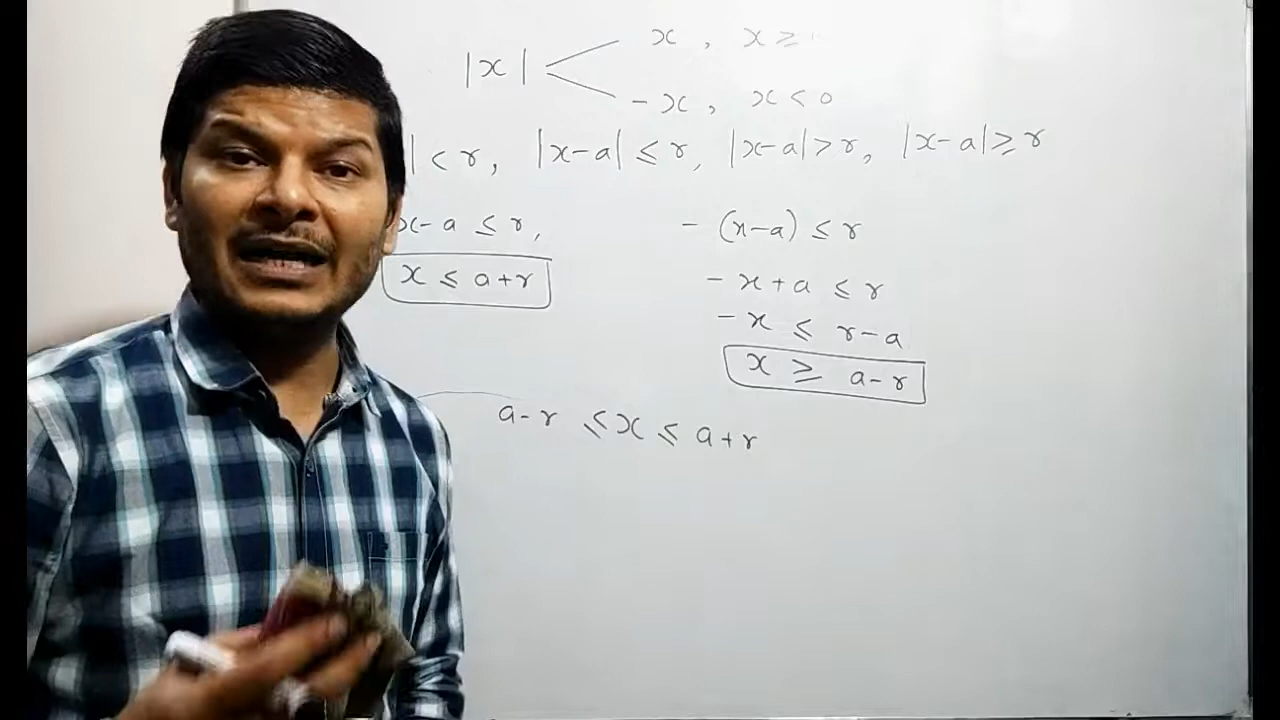 |x| x, x ≥
-x, x < 0
| < r, |x-a| ≤ r, |x-a| > r, |x-a| ≥ r
x-a ≤ r, -(x-a) ≤ r
x ≤ a+r -x+a ≤ r
-x ≤ r-a
x ≥ a-r
a-r ≤ x ≤ a+r